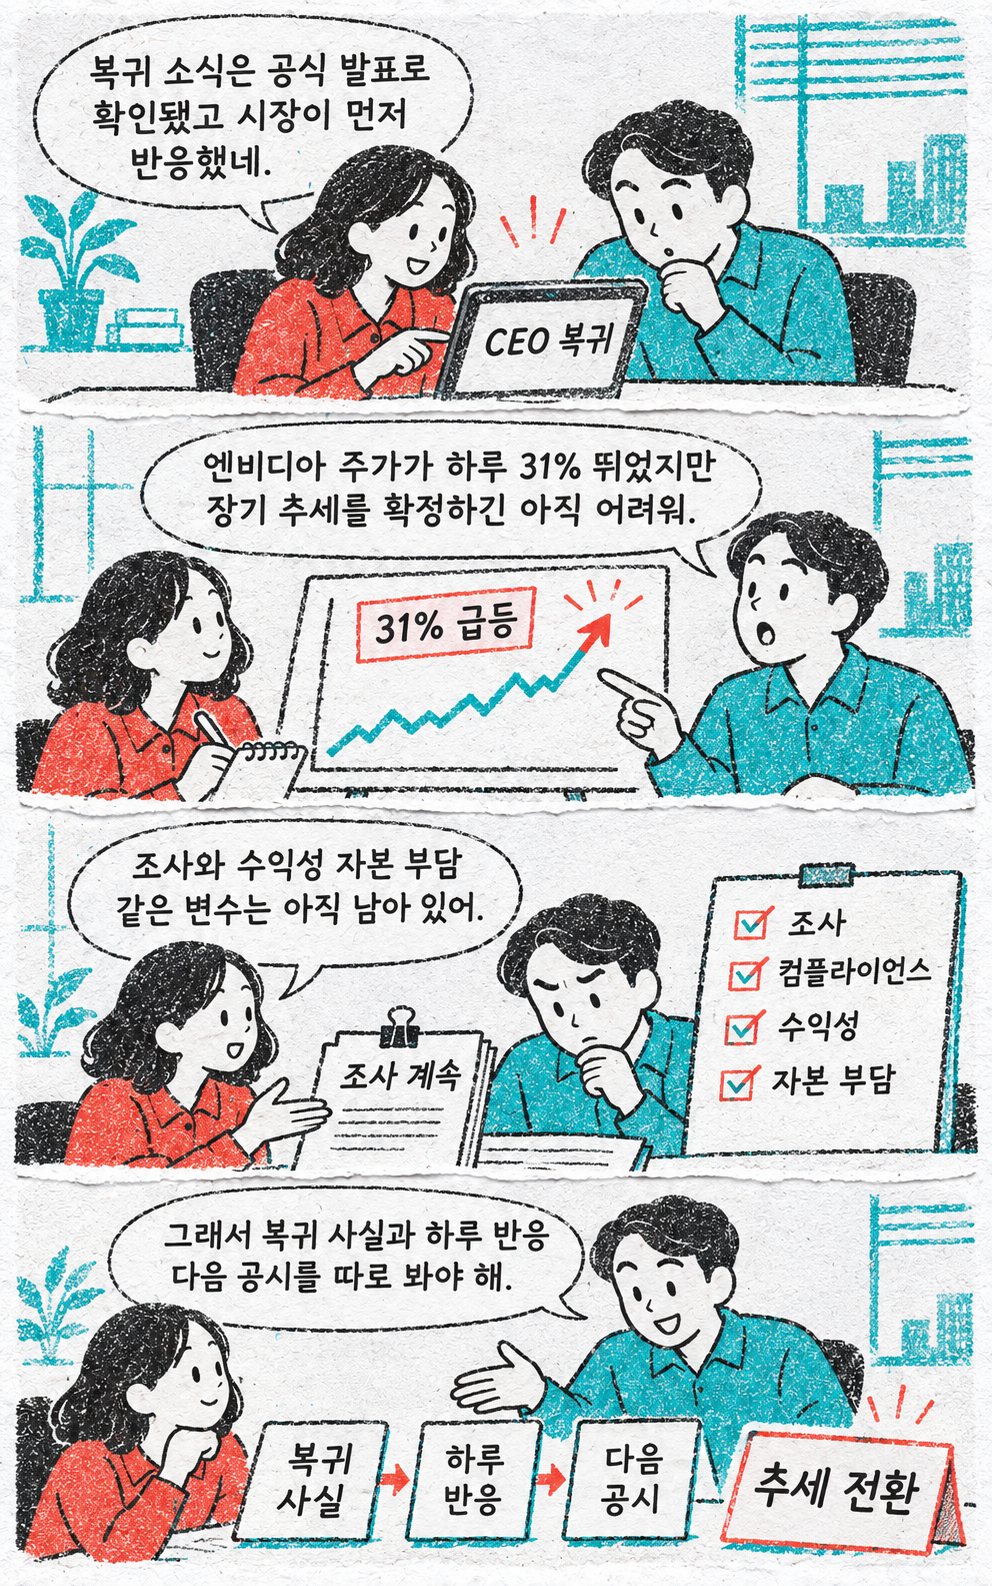 복귀 소식은 공식 발표로
확인됐고 시장이 먼저
반응했네.
CEO 복귀
엔비디아 주가가 하루 31% 뛰었지만
장기 추세를 확정하긴 아직 어려워.
31% 급등
조사와 수익성 자본 부담
같은 변수는 아직 남아 있어.
조사 계속
조사
컴플라이언스
수익성
자본 부담
그래서 복귀 사실과 하루 반응
다음 공시를 따로 봐야 해.
복귀
사실
하루
반응
다음
공시
추세 전환